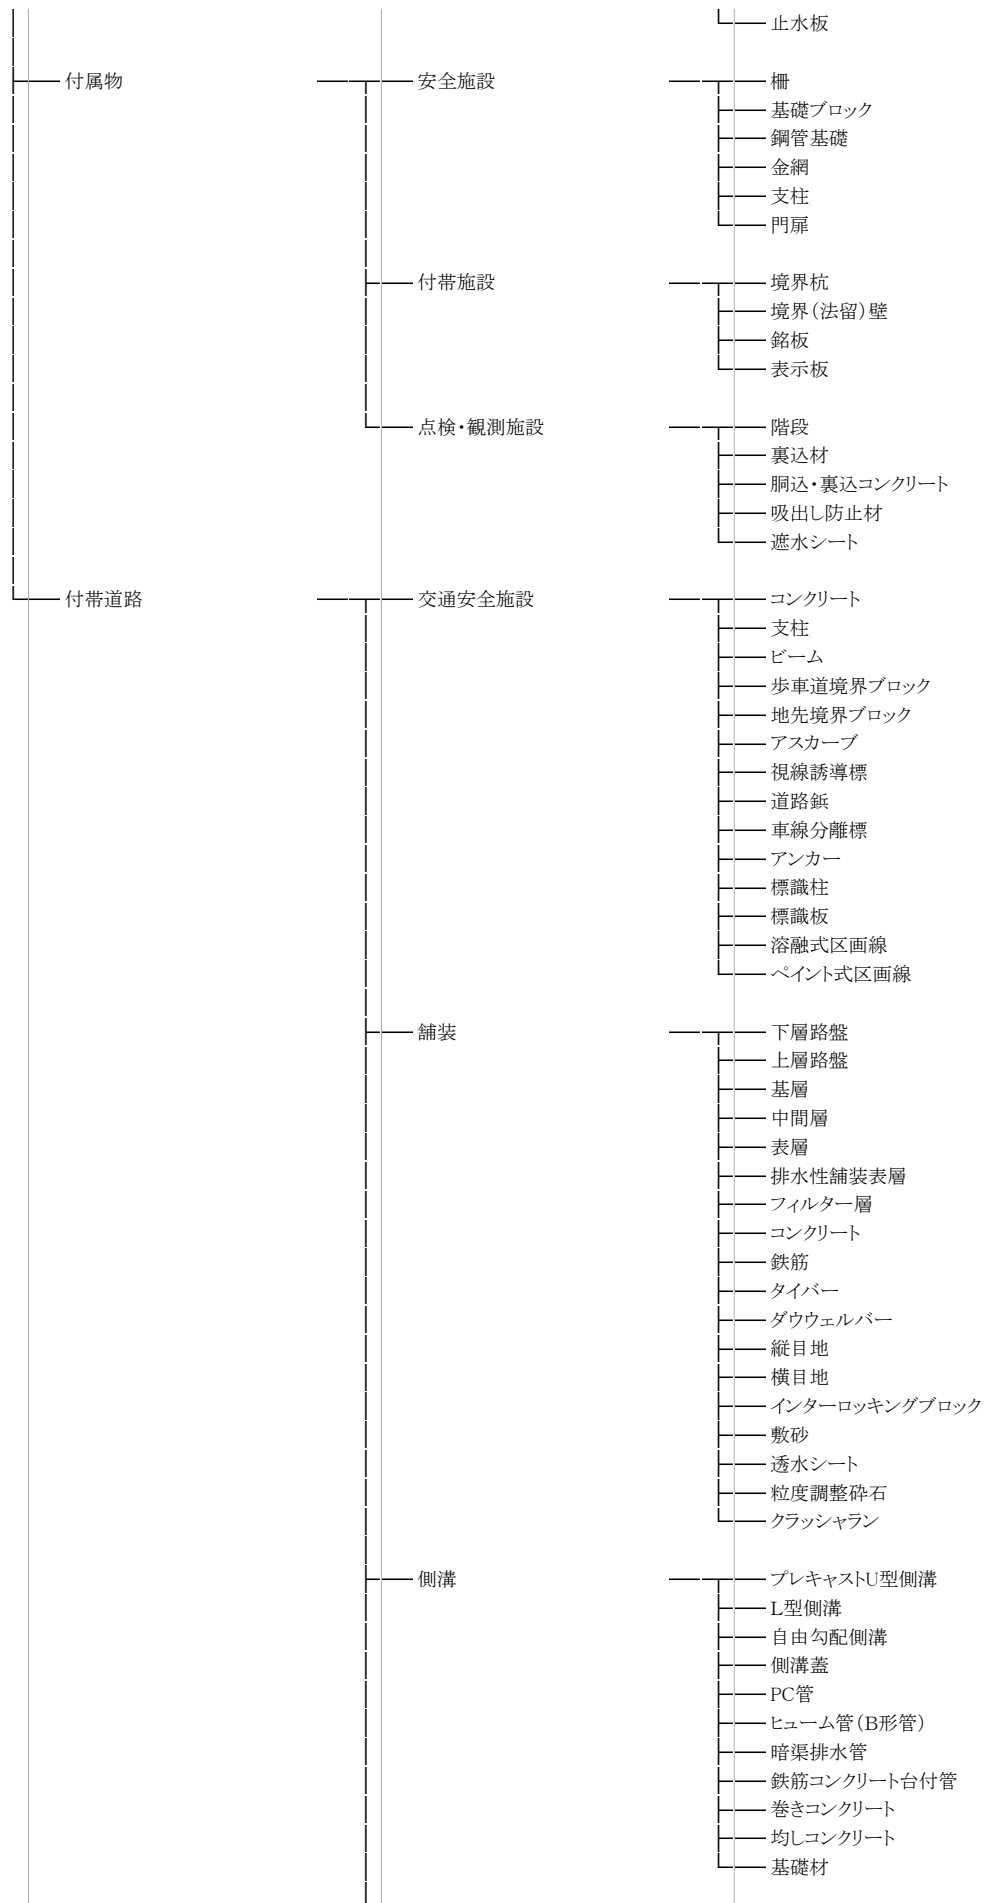 止水板
付属物 安全施設 柵
基礎ブロック
鋼管基礎
金網
支柱
門扉
付帯施設 境界杭
境界(法留)壁
銘板
表示板
点検・観測施設 階段
裏込材
胴込・裏込コンクリート
吸出し防止材
遮水シート
付帯道路 交通安全施設 コンクリート
支柱
ビーム
歩車道境界ブロック
地先境界ブロック
アスカーブ
視線誘導標
道路鋲
車線分離標
アンカー
標識柱
標識板
溶融式区画線
ペイント式区画線
舗装 下層路盤
上層路盤
基層
中間層
表層
排水性舗装表層
フィルター層
コンクリート
鉄筋
タイバー
ダウウェルバー
縦目地
横目地
インターロッキングブロック
敷砂
透水シート
粒度調整砕石
クラッシャラン
側溝 プレキャストU型側溝
L型側溝
自由勾配側溝
側溝蓋
PC管
ヒューム管(B形管)
暗渠排水管
鉄筋コンクリート台付管
巻きコンクリート
均しコンクリート
基礎材